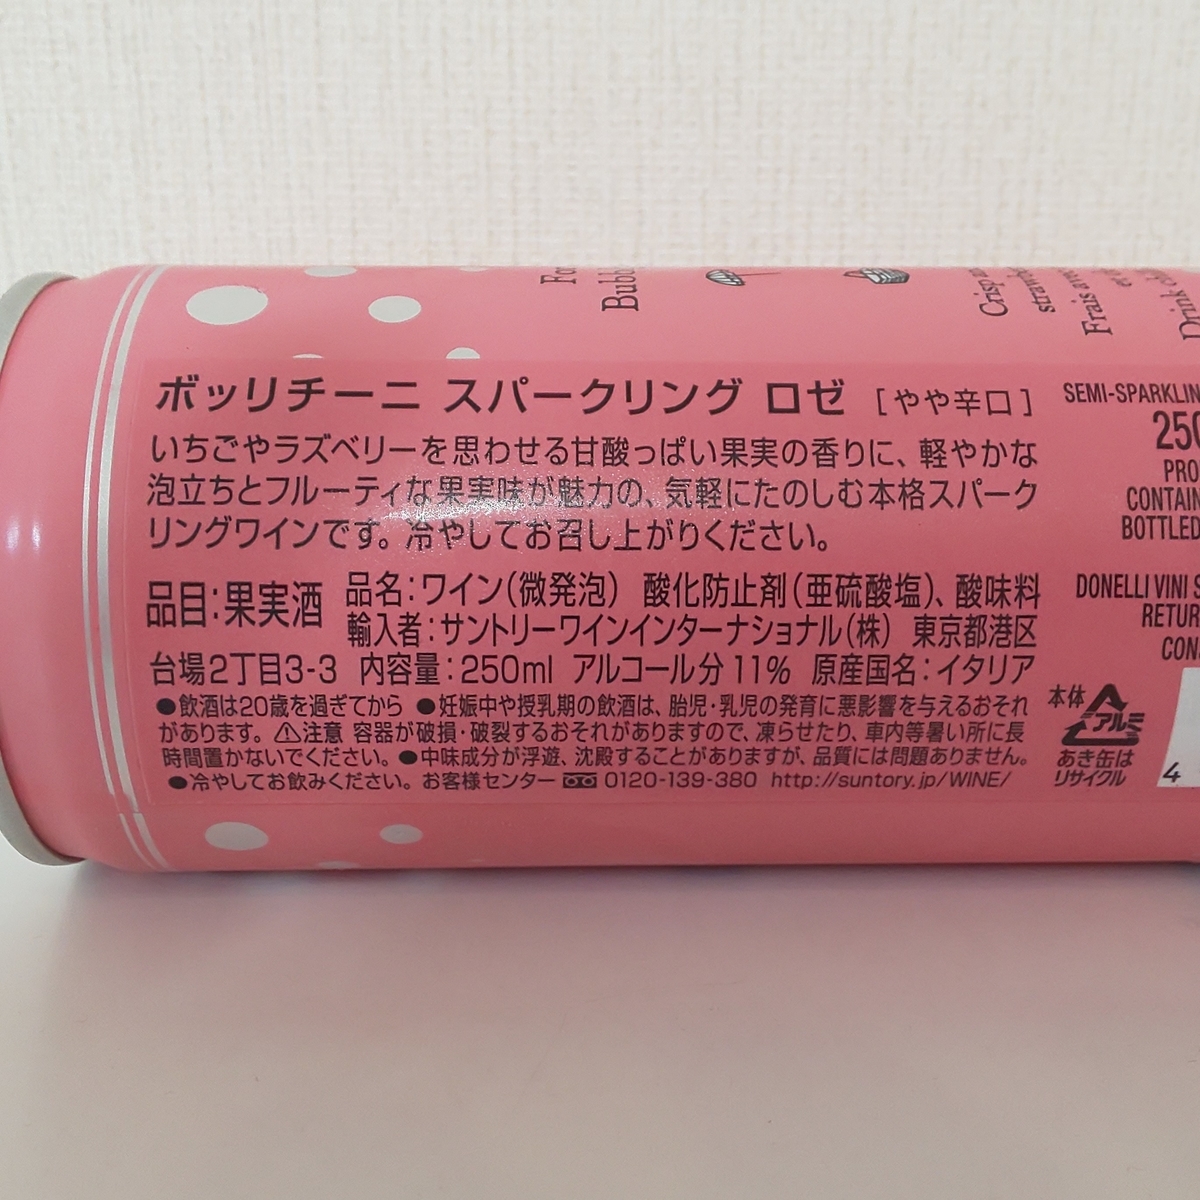 ボッリチーニ スパークリング ロゼ [やや辛口]
いちごやラズベリーを思わせる甘酸っぱい果実の香りに、軽やかな
泡立ちとフルーティな果実味が魅力の、気軽にたのしむ本格スパーク
リングワインです。冷やしてお召し上がりください。
品目:果実酒 品名:ワイン(微発泡) 酸化防止剤(亜硫酸塩)、酸味料
輸入者:サントリーワインインターナショナル(株) 東京都港区
台場2丁目3-3 内容量:250ml アルコール分11% 原産国名:イタリア
●飲酒は20歳を過ぎてから ●妊娠中や授乳期の飲酒は、胎児・乳児の発育に悪影響を与えるおそれ
があります。⚠注意 容器が破損・破裂するおそれがありますので、凍らせたり、車内等暑い所に長
時間置かないでください。●中味成分が浮遊、沈殿することがありますが、品質には問題ありません。
●冷やしてお飲みください。お客様センター 0120-139-380 http://suntory.jp/WINE/
本体
アルミ
あき缶は
リサイクル
Crisp
Frais
Drink
SEMI-SPARKLIN
250
PRO
CONTAIN
BOTTLED
DONELLI VINI S
RETUR
CON
4